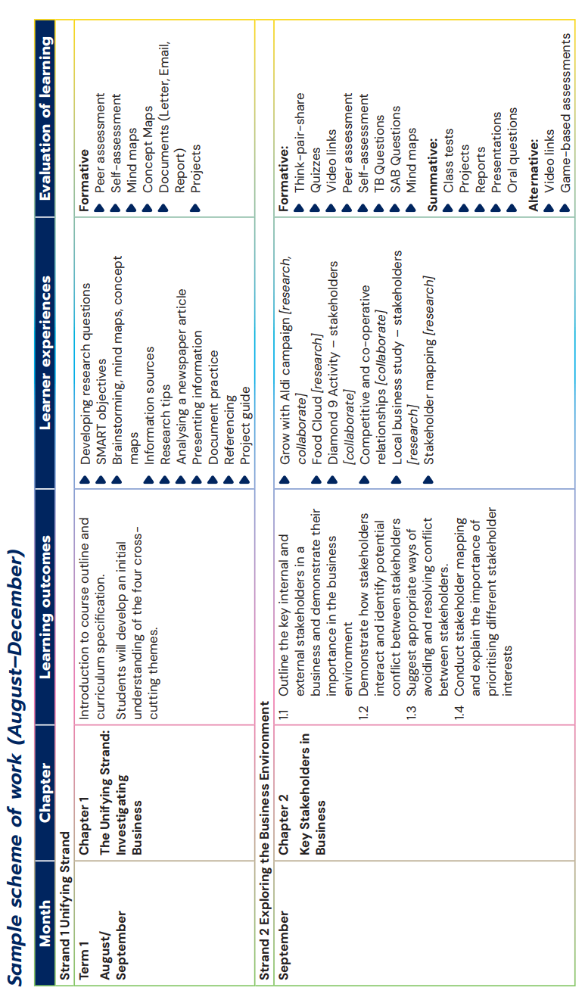 Sample scheme of work (August–December)
Month
Chapter
Learning outcomes
Learner experiences
Evaluation of learning
Strand 1 Unifying Strand
Term 1
August/
September
Chapter 1
The Unifying Strand:
Investigating
Business
Introduction to course outline and
curriculum specification.
Students will develop an initial
understanding of the four cross-
cutting themes.
Developing research questions
SMART objectives
Brainstorming, mind maps, concept
maps
Information sources
Research tips
Analysing a newspaper article
Presenting information
Document practice
Referencing
Project guide
Formative
Peer assessment
Self-assessment
Mind maps
Concept Maps
Documents (Letter, Email,
Report)
Projects
Strand 2 Exploring the Business Environment
September
Chapter 2
Key Stakeholders in
Business
1.1 Outline the key internal and
external stakeholders in a
business and demonstrate their
importance in the business
environment
1.2 Demonstrate how stakeholders
interact and identify potential
conflict between stakeholders
1.3 Suggest appropriate ways of
avoiding and resolving conflict
between stakeholders.
1.4 Conduct stakeholder mapping
and explain the importance of
prioritising different stakeholder
interests
Grow with Aldi campaign [research,
collaborate]
Food Cloud [research]
Diamond 9 Activity – stakeholders
[collaborate]
Competitive and co-operative
relationships [collaborate]
Local business study – stakeholders
[research]
Stakeholder mapping [research]
Formative:
Think-pair-share
Quizzes
Video links
Peer assessment
Self-assessment
TB Questions
SAB Questions
Mind maps
Summative:
Class tests
Projects
Reports
Presentations
Oral questions
Alternative:
Video links
Game-based assessments